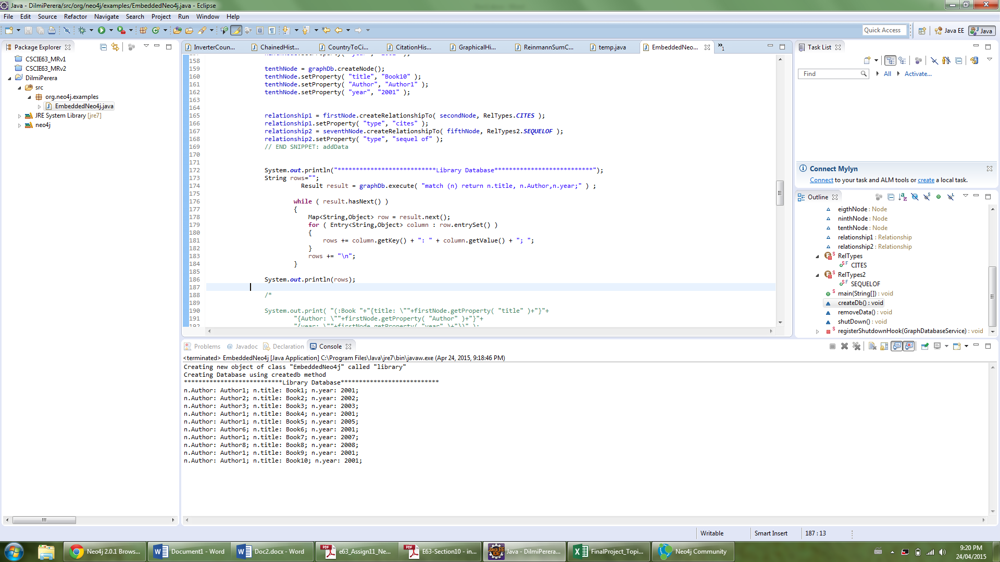 Java - DilmiPerera/src/org/neo4j/examples/EmbeddedNeo4j.java - Eclipse
File Edit Source Refactor Navigate Search Project Run Window Help
Quick Access Java EE Java
Package Explorer
CSCIE63_MRv1
CSCIE63_MRv2
DilmiPerera
src
org.neo4j.examples
EmbeddedNeo4j.java
JRE System Library [jre7]
neo4j
InverterCoun... ChainedHist... CountryToCi... CitationHis... GraphicalHi... ReinmannSumC... temp.java EmbeddedNeo... »1
158
159 tenthNode = graphDb.createNode();
160 tenthNode.setProperty( "title", "Book10" );
161 tenthNode.setProperty( "Author", "Author1" );
162 tenthNode.setProperty( "year", "2001" );
163
164
165 relationship1 = firstNode.createRelationshipTo( secondNode, RelTypes.CITES );
166 relationship1.setProperty( "type", "cites" );
167 relationship2 = seventhNode.createRelationshipTo( fifthNode, RelTypes2.SEQUELOF );
168 relationship2.setProperty( "type", "sequel of" );
169 // END SNIPPET: addData
170
171
172 System.out.println("***************************Library Database***************************");
173 String rows="";
174 Result result = graphDb.execute( "match (n) return n.title, n.Author,n.year;" ) ;
175
176 while ( result.hasNext() )
177 {
178 Map<String,Object> row = result.next();
179 for ( Entry<String,Object> column : row.entrySet() )
180 {
181 rows += column.getKey() + ": " + column.getValue() + "; ";
182 }
183 rows += "\n";
184 }
185
186 System.out.println(rows);
187
188 /*
189
190 System.out.print( "(:Book "+"{title: \""+firstNode.getProperty( "title" )+"}"+
191 "{Author: \""+firstNode.getProperty( "Author" )+"}"+
192 "{year: \""+firstNode.getProperty( "year" )+"}\" );
Task List
Find All Activate...
Connect Mylyn
Connect to your task and ALM tools or create a local task.
Outline
eigthNode : Node
ninthNode : Node
tenthNode : Node
relationship1 : Relationship
relationship2 : Relationship
RelTypes
CITES
RelTypes2
SEQUELOF
main(String[]) : void
createDb() : void
removeData() : void
shutDown() : void
registerShutdownHook(GraphDatabaseService) : void
Problems Javadoc Declaration Console
<terminated> EmbeddedNeo4j [Java Application] C:\Program Files\Java\jre7\bin\javaw.exe (Apr 24, 2015, 9:18:46 PM)
Creating new object of class "EmbeddedNeo4j" called "library"
Creating Database using createdb method
***************************Library Database***************************
n.Author: Author1; n.title: Book1; n.year: 2001;
n.Author: Author2; n.title: Book2; n.year: 2002;
n.Author: Author3; n.title: Book3; n.year: 2003;
n.Author: Author1; n.title: Book4; n.year: 2001;
n.Author: Author1; n.title: Book5; n.year: 2005;
n.Author: Author6; n.title: Book6; n.year: 2001;
n.Author: Author1; n.title: Book7; n.year: 2007;
n.Author: Author8; n.title: Book8; n.year: 2008;
n.Author: Author1; n.title: Book9; n.year: 2001;
n.Author: Author1; n.title: Book10; n.year: 2001;
Writable Smart Insert 187 : 13
Neo4j 2.0.1 Brows... Document1 - Word Doc2.docx - Word e63_Assign11_Ne... E63-Section10 - in... Java - DilmiPerera... FinalProject_Topi... Neo4j Community
9:20 PM
24/04/2015